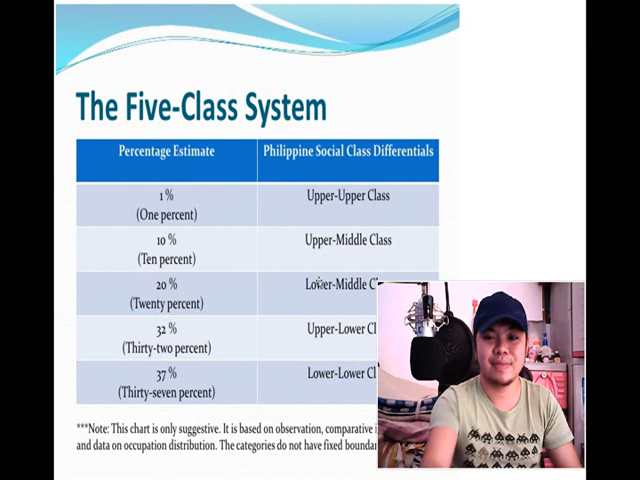 The Five-Class System
Percentage Estimate Philippine Social Class Differentials
1 % Upper-Upper Class
(One percent)
10 % Upper-Middle Class
(Ten percent)
20 % Lower-Middle
(Twenty percent)
32 % Upper-Lower
(Thirty-two percent)
37 % Lower-Lower
(Thirty-seven percent)
***Note: This chart is only suggestive. It is based on observation, comparative
and data on occupation distribution. The categories do not have fixed